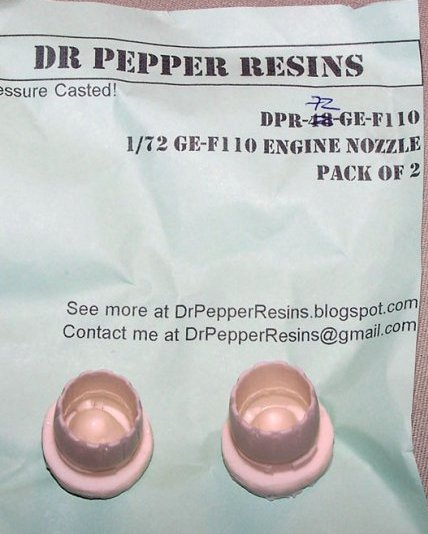 DR PEPPER RESINS
essure Casted!
72
DPR-48-GE-F110
1/72 GE-F110 ENGINE NOZZLE
PACK OF 2
See more at DrPepperResins.blogspot.com
Contact me at DrPepperResins@gmail.com